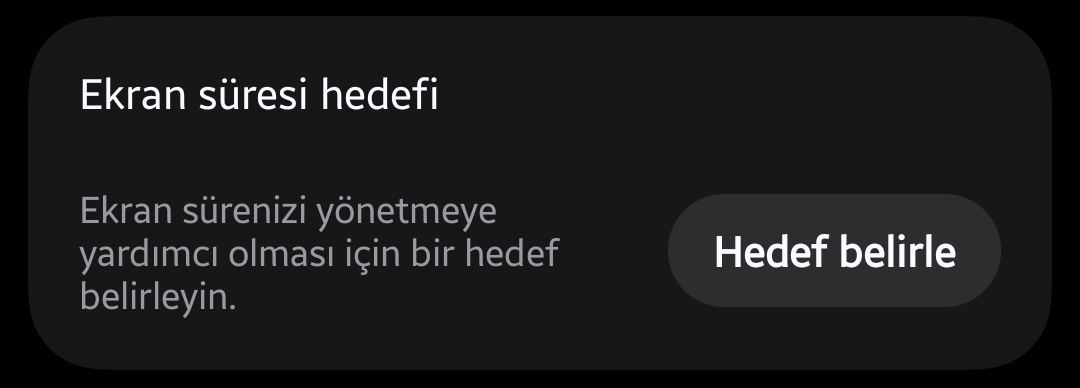 Ekran süresi hedefi
Ekran sürenizi yönetmeye
yardımcı olması için bir hedef
belirleyin.
Hedef belirle